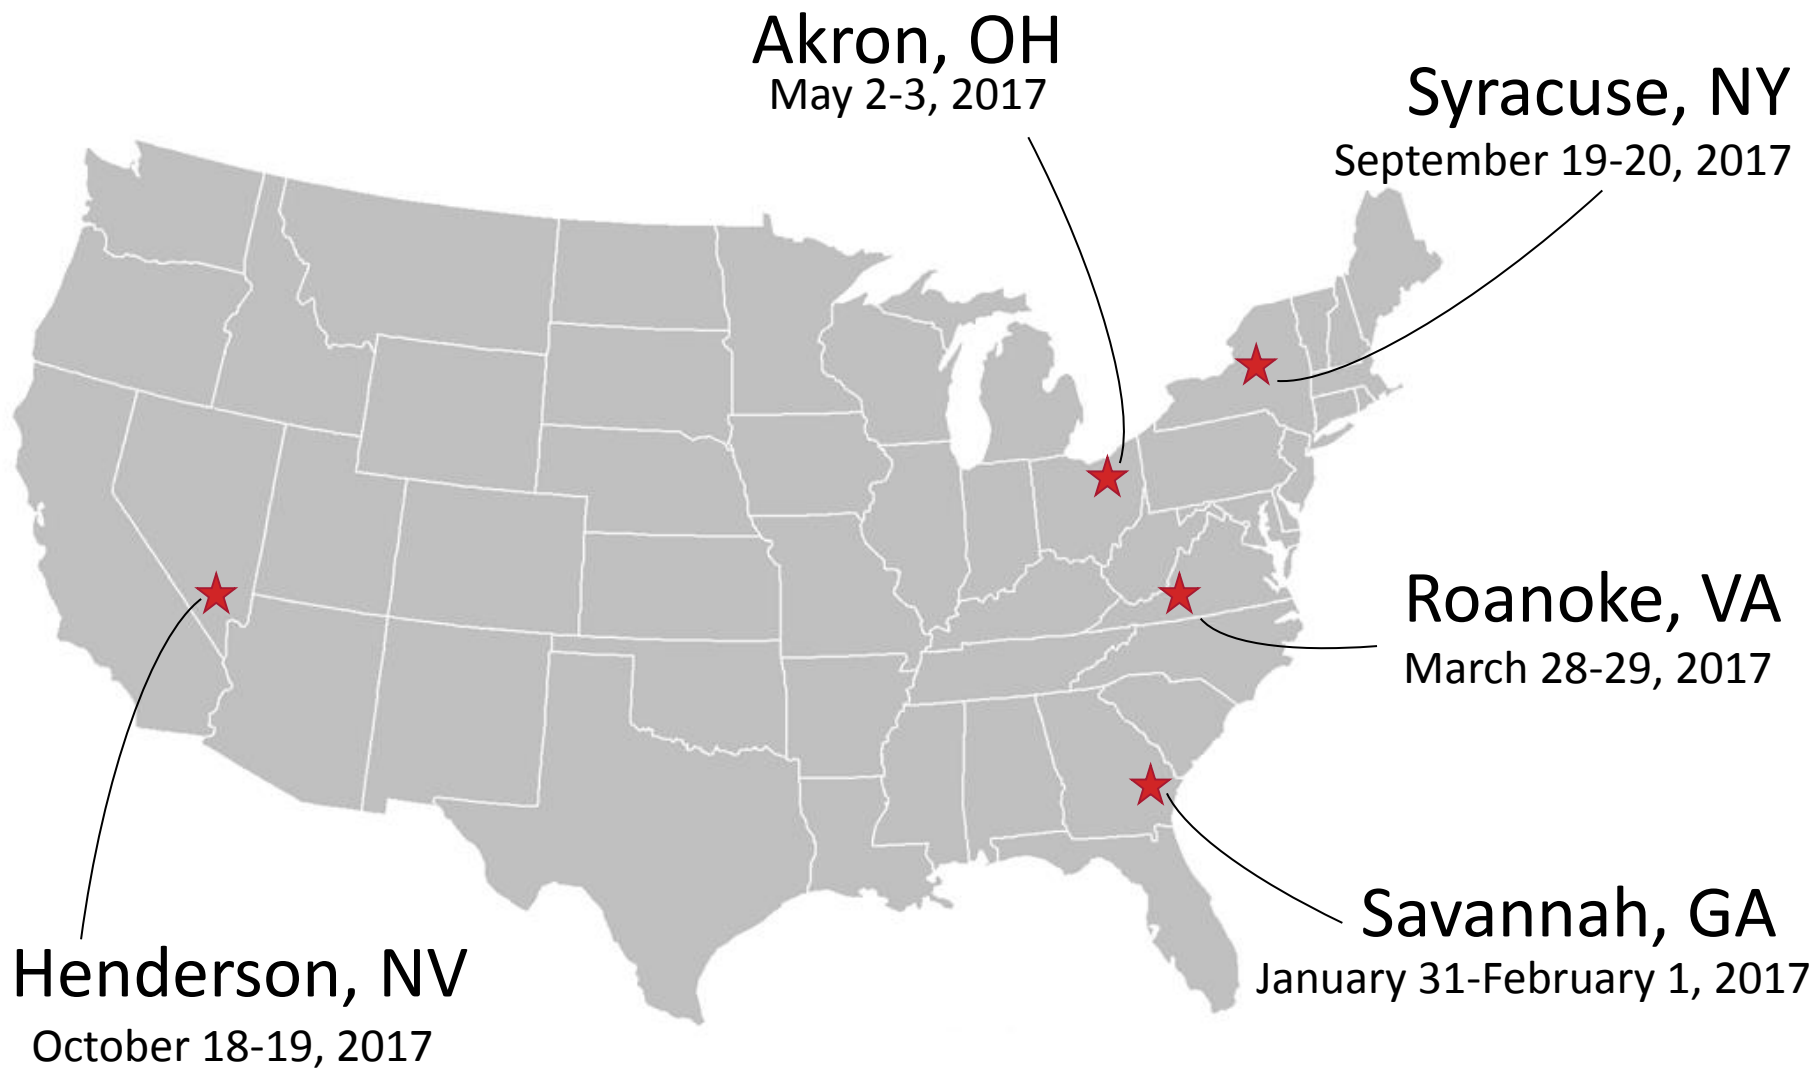 Akron, OH
May 2-3, 2017
Syracuse, NY
September 19-20, 2017
Roanoke, VA
March 28-29, 2017
Savannah, GA
January 31-February 1, 2017
Henderson, NV
October 18-19, 2017